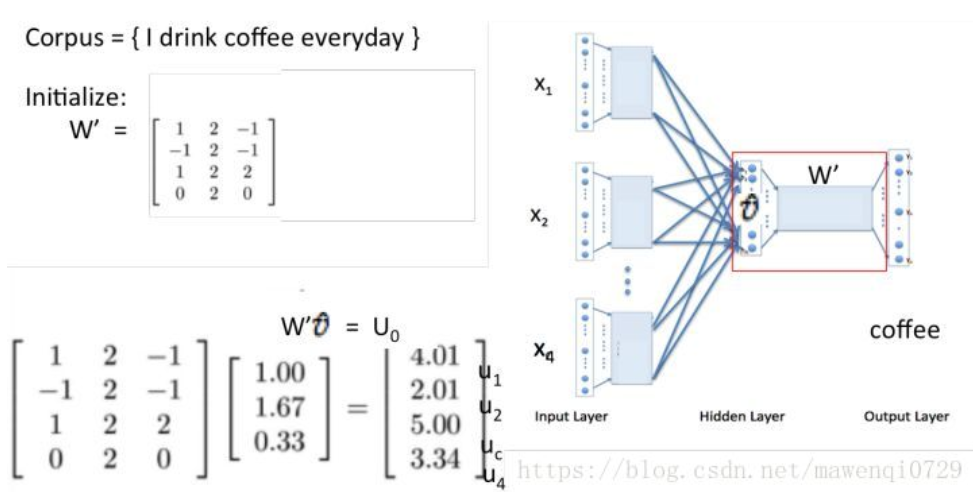 Corpus = { I drink coffee everyday }
Initialize:
W' =
1 2 −1
−1 2 −1
1 2 2
0 2 0
W'v̂ = U₀
1 2 −1
−1 2 −1
1 2 2
0 2 0
1.00
1.67
0.33
=
4.01 u₁
2.01 u₂
5.00 u꜀
3.34 u₄
X₁
X₂
X₄
v̂
W'
coffee
Input Layer Hidden Layer Output Layer
https://blog.csdn.net/mawenqi0729